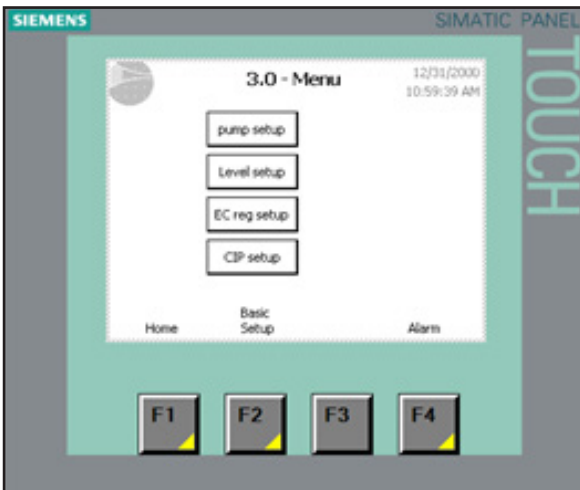 SIEMENS
SIMATIC PANEL
TOUCH
3.0 - Menu
12/31/2000
10:59:39 AM
pump setup
Level setup
EC reg setup
CIP setup
Home
Basic
Setup
Alarm
F1
F2
F3
F4